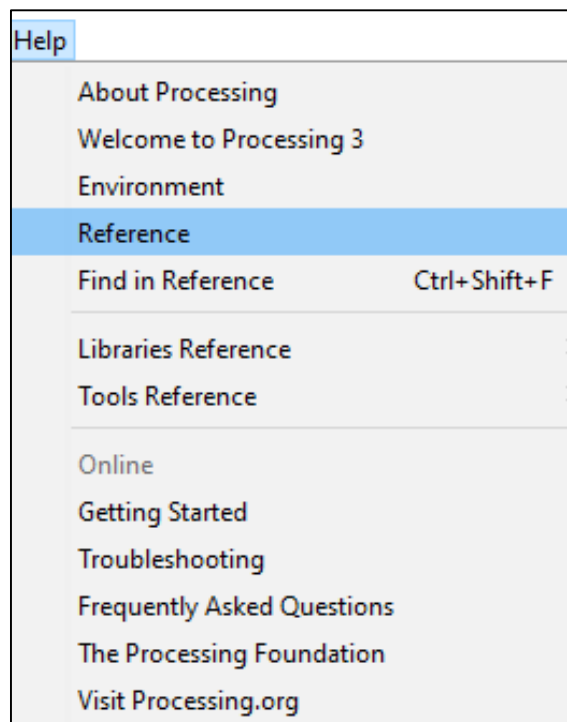 Help
About Processing
Welcome to Processing 3
Environment
Reference
Find in Reference Ctrl+Shift+F
Libraries Reference
Tools Reference
Online
Getting Started
Troubleshooting
Frequently Asked Questions
The Processing Foundation
Visit Processing.org